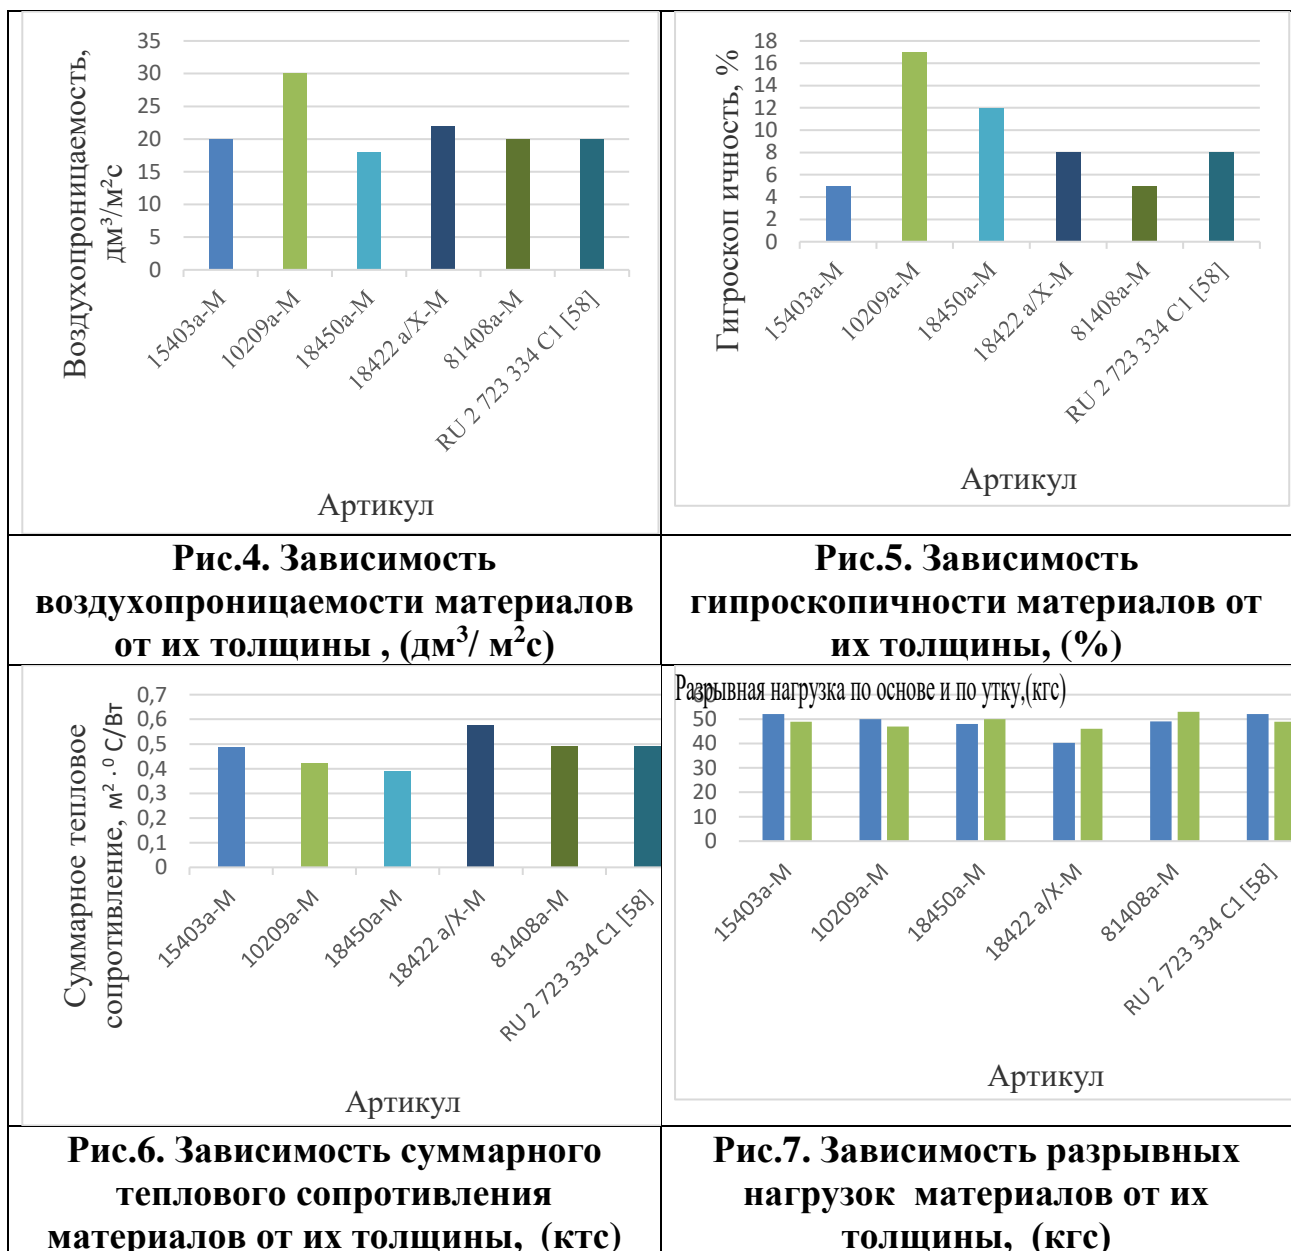 Воздухопроницаемость,
дм³/м²с
35
30
25
20
15
10
5
0
15403а-М
10209а-М
18450а-М
18422 а/Х-М
81408а-М
RU 2 723 334 C1 [58]
Артикул
Гигроскоп ичность, %
18
16
14
12
10
8
6
4
2
0
15403а-М
10209а-М
18450а-М
18422 а/Х-М
81408а-М
RU 2 723 334 C1 [58]
Артикул
Рис.4. Зависимость
воздухопроницаемости материалов
от их толщины , (дм³/ м²с)
Рис.5. Зависимость
гипроскопичности материалов от
их толщины, (%)
Суммарное тепловое
сопротивление, м² · ⁰ С/Вт
0,7
0,6
0,5
0,4
0,3
0,2
0,1
0
15403а-М
10209а-М
18450а-М
18422 а/Х-М
81408а-М
RU 2 723 334 C1 [58]
Артикул
Разрывная нагрузка по основе и по утку,(кгс)
60
50
40
30
20
10
0
15403а-М
10209а-М
18450а-М
18422 а/Х-М
81408а-М
RU 2 723 334 C1 [58]
Артикул
Рис.6. Зависимость суммарного
теплового сопротивления
материалов от их толщины, (ктс)
Рис.7. Зависимость разрывных
нагрузок материалов от их
толщины, (кгс)